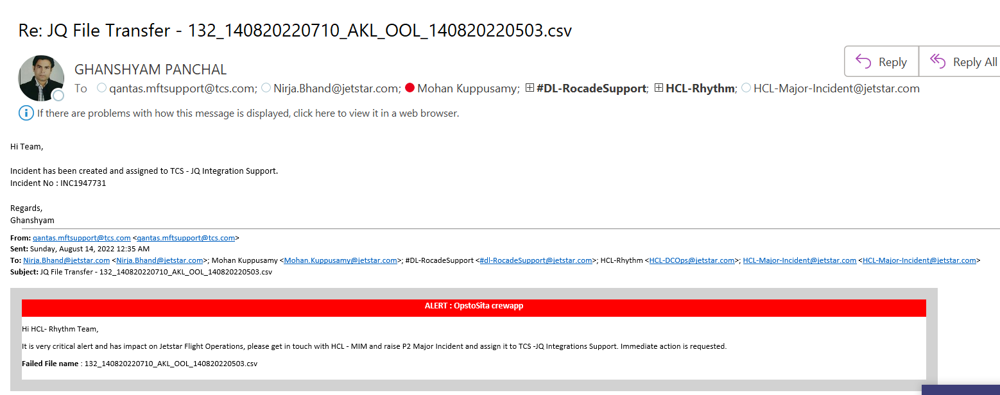 Re: JQ File Transfer - 132_140820220710_AKL_OOL_140820220503.csv
GHANSHYAM PANCHAL
Reply
Reply All
To qantas.mftsupport@tcs.com; Nirja.Bhand@jetstar.com; Mohan Kuppusamy; #DL-RocadeSupport; HCL-Rhythm; HCL-Major-Incident@jetstar.com
If there are problems with how this message is displayed, click here to view it in a web browser.
Hi Team,
Incident has been created and assigned to TCS - JQ Integration Support.
Incident No : INC1947731
Regards,
Ghanshyam
From: qantas.mftsupport@tcs.com <qantas.mftsupport@tcs.com>
Sent: Sunday, August 14, 2022 12:35 AM
To: Nirja.Bhand@jetstar.com <Nirja.Bhand@jetstar.com>; Mohan Kuppusamy <Mohan.Kuppusamy@jetstar.com>; #DL-RocadeSupport <#dl-RocadeSupport@jetstar.com>; HCL-Rhythm <HCL-DCOps@jetstar.com>; HCL-Major-Incident@jetstar.com <HCL-Major-Incident@jetstar.com>
Subject: JQ File Transfer - 132_140820220710_AKL_OOL_140820220503.csv
ALERT : OpstoSita crewapp
Hi HCL- Rhythm Team,
It is very critical alert and has impact on Jetstar Flight Operations, please get in touch with HCL - MIM and raise P2 Major Incident and assign it to TCS -JQ Integrations Support. Immediate action is requested.
Failed File name : 132_140820220710_AKL_OOL_140820220503.csv